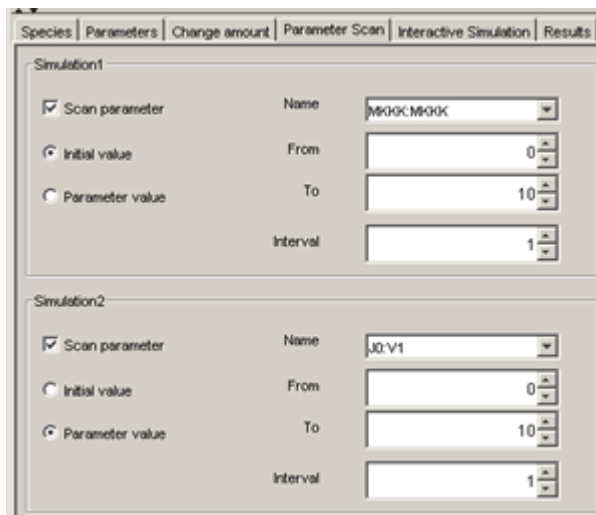 Species Parameters Change amount Parameter Scan Interactive Simulation Results
Simulation1
Scan parameter Name MKKK:MKKK
Initial value From 0
Parameter value To 10
Interval 1
Simulation2
Scan parameter Name J0:V1
Initial value From 0
Parameter value To 10
Interval 1